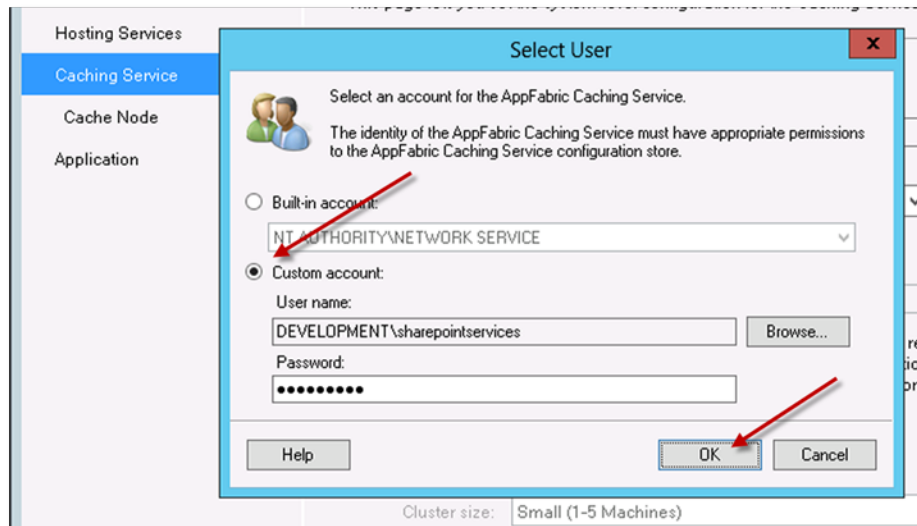 Hosting Services
Caching Service
Cache Node
Application
Select User
x
Select an account for the AppFabric Caching Service.
The identity of the AppFabric Caching Service must have appropriate permissions
to the AppFabric Caching Service configuration store.
Built-in account:
NT AUTHORITY\NETWORK SERVICE
Custom account:
User name:
DEVELOPMENT\sharepointservices
Browse...
Password:
•••••••••
Help
OK
Cancel
Cluster size:
Small (1-5 Machines)